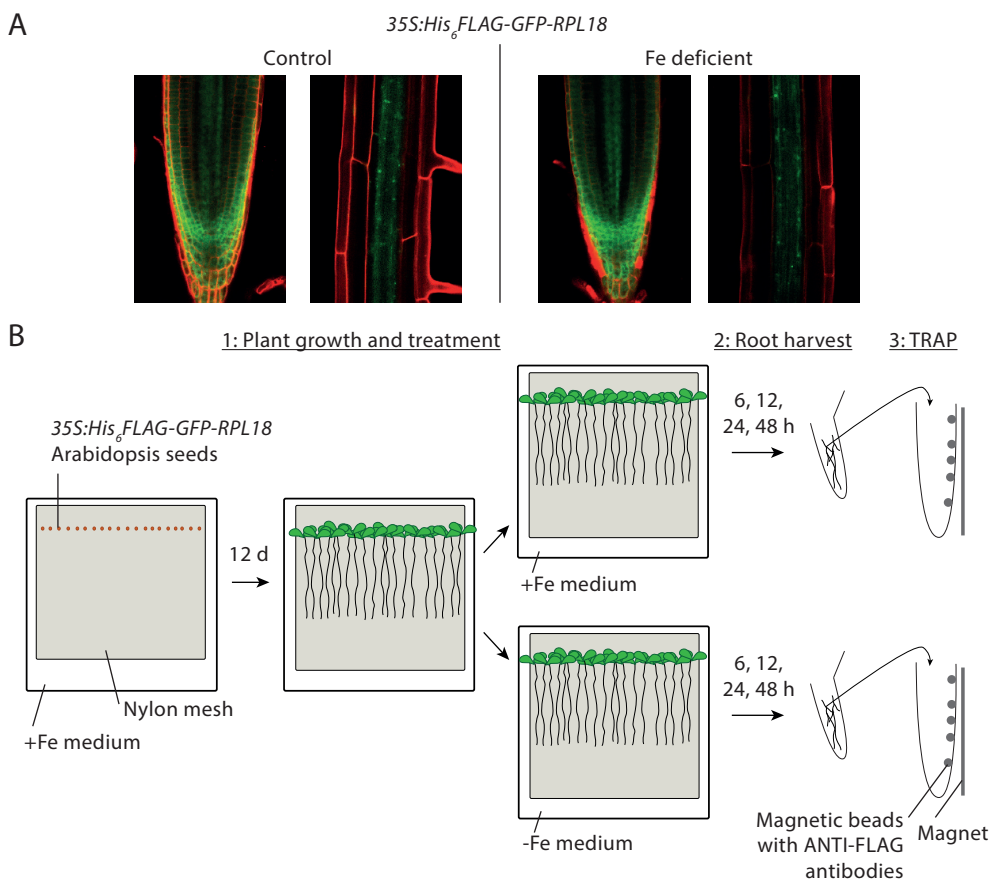 A
35S:His6FLAG-GFP-RPL18
Control
Fe deficient
B
1: Plant growth and treatment
2: Root harvest
3: TRAP
35S:His6FLAG-GFP-RPL18
Arabidopsis seeds
12 d
Nylon mesh
+Fe medium
+Fe medium
6, 12,
24, 48 h
-Fe medium
6, 12,
24, 48 h
Magnetic beads
with ANTI-FLAG
antibodies
Magnet